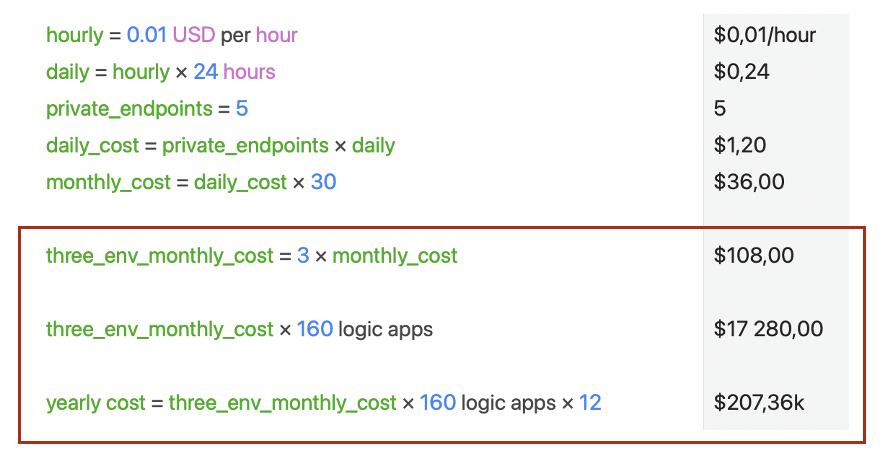 hourly = 0.01 USD per hour $0,01/hour
daily = hourly × 24 hours $0,24
private_endpoints = 5 5
daily_cost = private_endpoints × daily $1,20
monthly_cost = daily_cost × 30 $36,00
three_env_monthly_cost = 3 × monthly_cost $108,00
three_env_monthly_cost × 160 logic apps $17 280,00
yearly cost = three_env_monthly_cost × 160 logic apps × 12 $207,36k